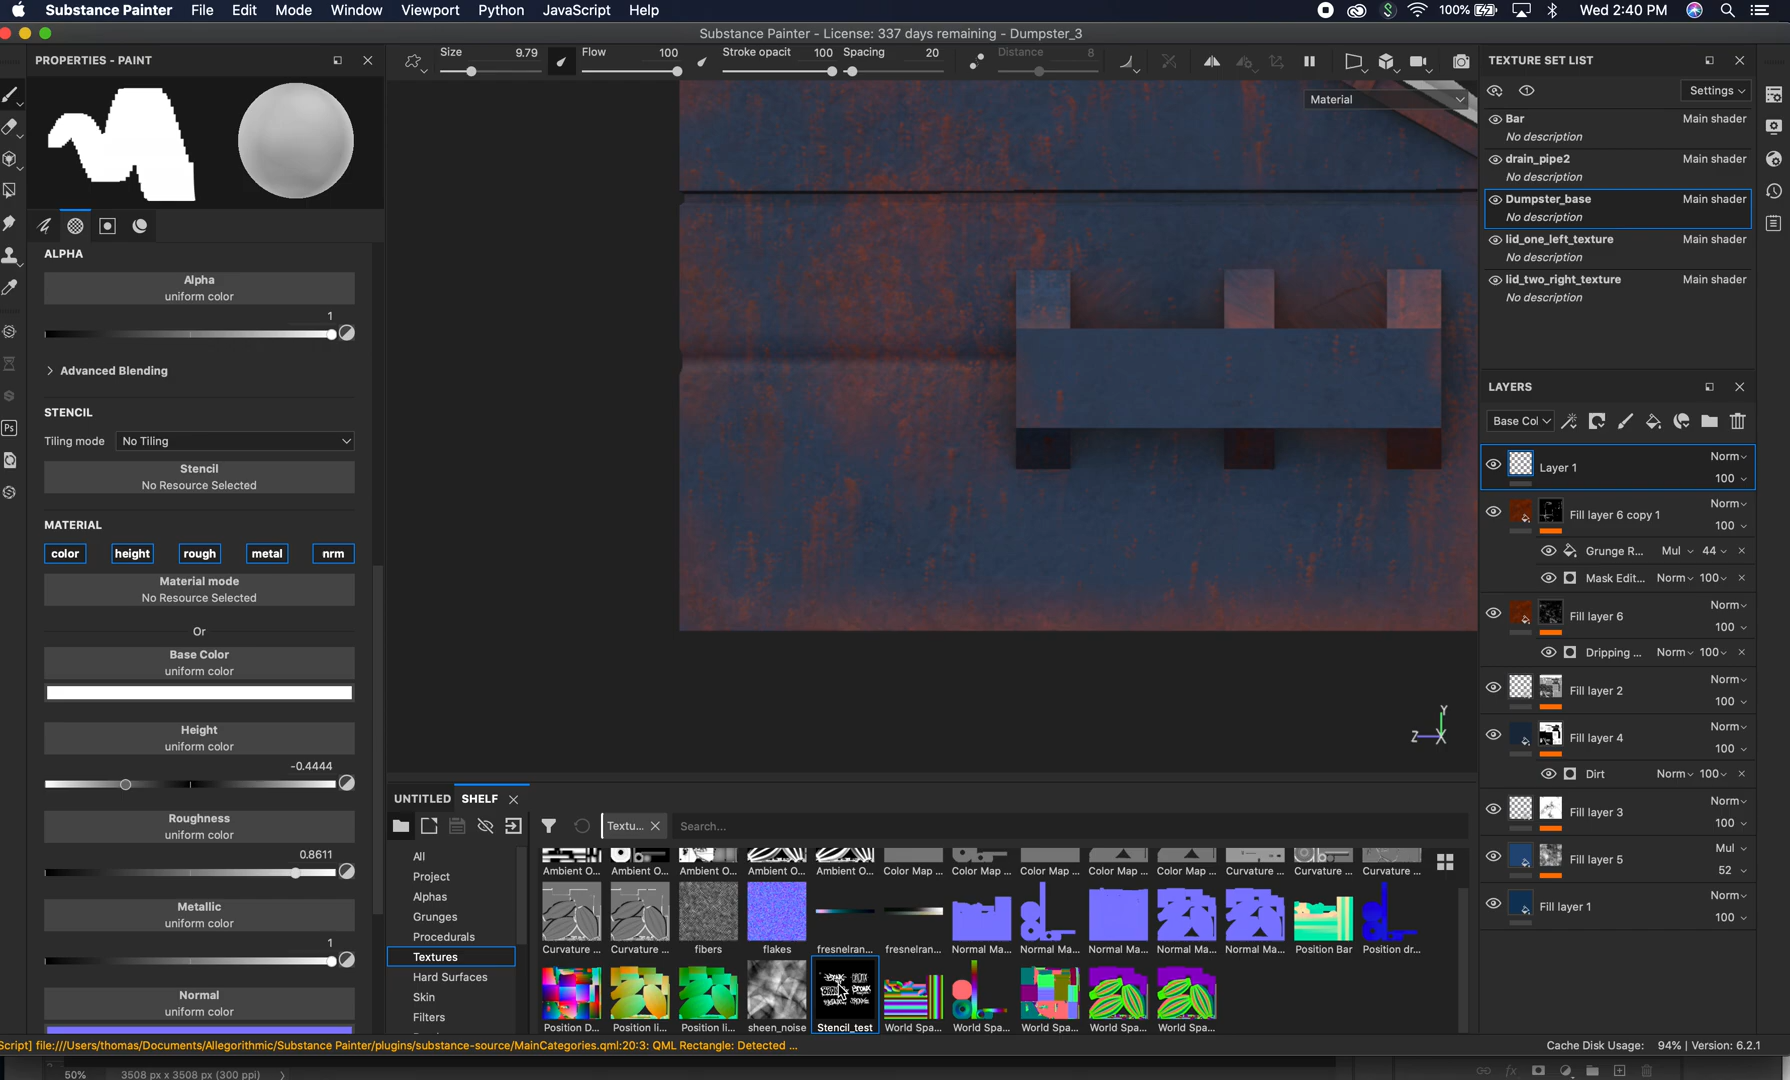 Substance Painter File Edit Mode Window Viewport Python JavaScript Help 100% Wed 2:40 PM
Substance Painter - License: 337 days remaining - Dumpster_3
PROPERTIES - PAINT
Size 9.79 Flow 100 Stroke opacit 100 Spacing 20 Distance 8
Material
ALPHA
Alpha
uniform color
1
Advanced Blending
STENCIL
Tiling mode No Tiling
Stencil
No Resource Selected
MATERIAL
color height rough metal nrm
Material mode
No Resource Selected
Or
Base Color
uniform color
Height
uniform color
-0.4444
Roughness
uniform color
0.8611
Metallic
uniform color
1
Normal
uniform color
Y
Z X
UNTITLED SHELF
Textu... Search...
All
Project
Alphas
Grunges
Procedurals
Textures
Hard Surfaces
Skin
Filters
Ambient O... Ambient O... Ambient O... Ambient O... Ambient O... Color Map ... Color Map ... Color Map ... Color Map ... Color Map ... Curvature ... Curvature ... Curvature ...
Curvature ... Curvature ... fibers flakes fresnelran... fresnelran... Normal Ma... Normal Ma... Normal Ma... Normal Ma... Normal Ma... Position Bar Position dr...
Position D... Position li... Position li... sheen_noise Stencil_test World Spa... World Spa... World Spa... World Spa... World Spa...
TEXTURE SET LIST
Settings
Bar Main shader
No description
drain_pipe2 Main shader
No description
Dumpster_base Main shader
No description
lid_one_left_texture Main shader
No description
lid_two_right_texture Main shader
No description
LAYERS
Base Col
Layer 1 Norm 100
Fill layer 6 copy 1 Norm 100
Grunge R... Mul 44
Mask Edit... Norm 100
Fill layer 6 Norm 100
Dripping ... Norm 100
Fill layer 2 Norm 100
Fill layer 4 Norm 100
Dirt Norm 100
Fill layer 3 Norm 100
Fill layer 5 Mul 52
Fill layer 1 Norm 100
Script] file:///Users/thomas/Documents/Allegorithmic/Substance Painter/plugins/substance-source/MainCategories.qml:20:3: QML Rectangle: Detected ...
Cache Disk Usage: 94% | Version: 6.2.1
50% 3508 px x 3508 px (300 ppi)